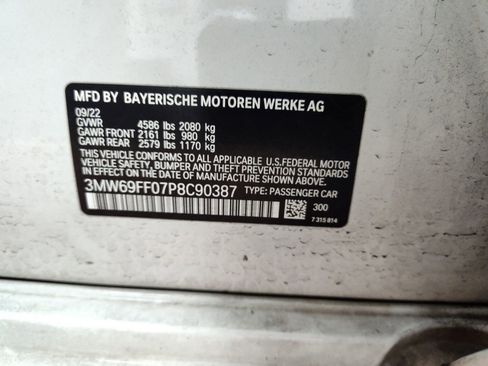 MFD BY BAYERISCHE MOTOREN WERKE AG
09/22
GVWR 4586 lbs 2080 kg
GAWR FRONT 2161 lbs 980 kg
GAWR REAR 2579 lbs 1170 kg
THIS VEHICLE CONFORMS TO ALL APPLICABLE U.S. FEDERAL MOTOR
VEHICLE SAFETY, BUMPER AND THEFT PREVENTION STANDARDS
IN EFFECT ON THE DATE OF MANUFACTURE SHOWN ABOVE.
3MW69FF07P8C90387 TYPE: PASSENGER CAR
300
7 315 814